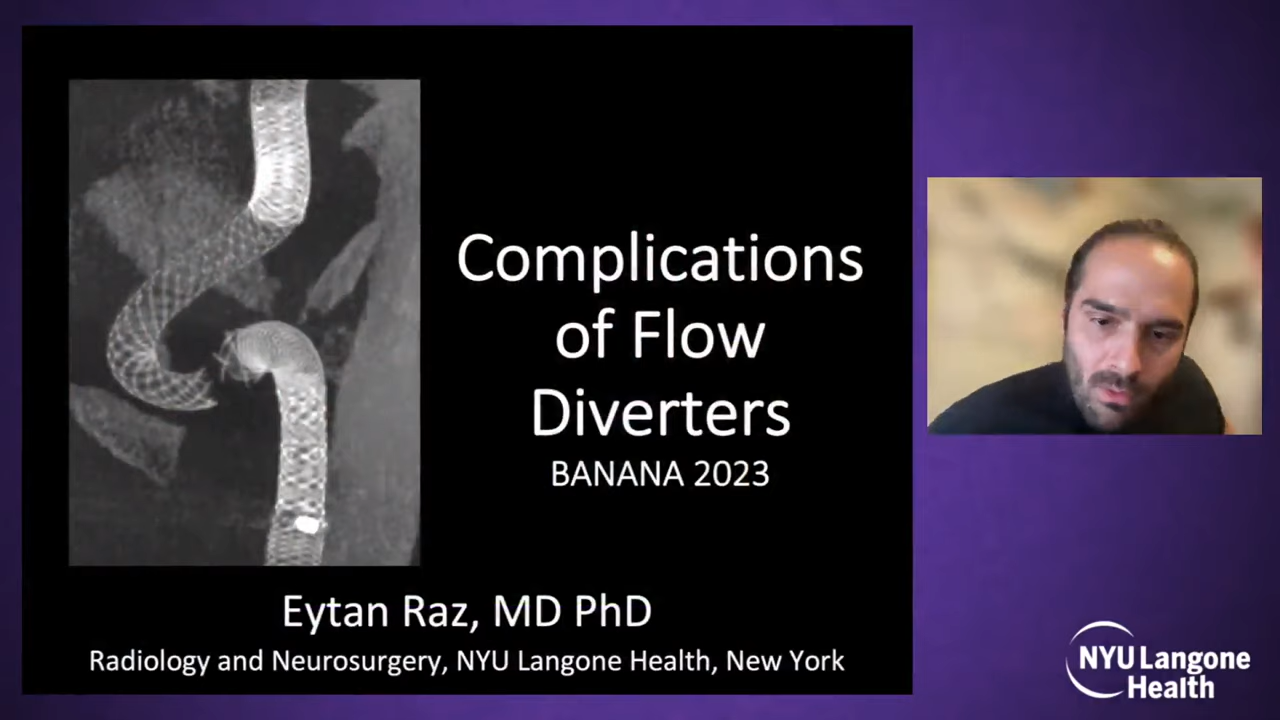 Complications
of Flow
Diverters
BANANA 2023
Eytan Raz, MD PhD
Radiology and Neurosurgery, NYU Langone Health, New York
NYU Langone
Health